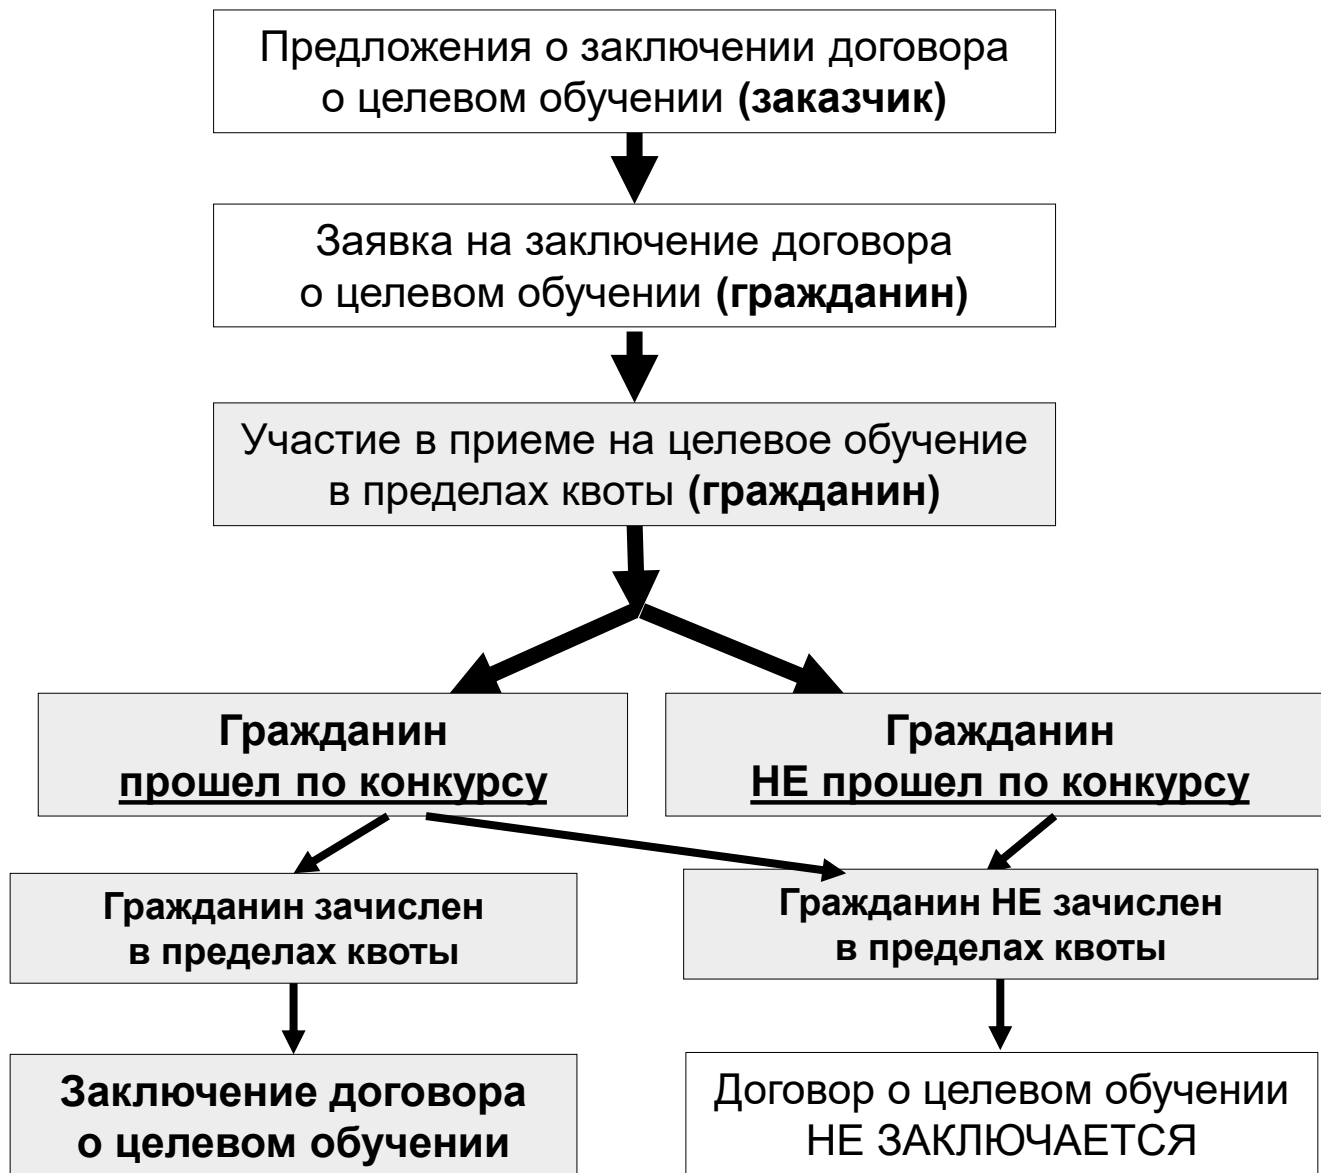 Предложения о заключении договора
о целевом обучении (заказчик)
Заявка на заключение договора
о целевом обучении (гражданин)
Участие в приеме на целевое обучение
в пределах квоты (гражданин)
Гражданин
прошел по конкурсу
Гражданин
НЕ прошел по конкурсу
Гражданин зачислен
в пределах квоты
Гражданин НЕ зачислен
в пределах квоты
Заключение договора
о целевом обучении
Договор о целевом обучении
НЕ ЗАКЛЮЧАЕТСЯ